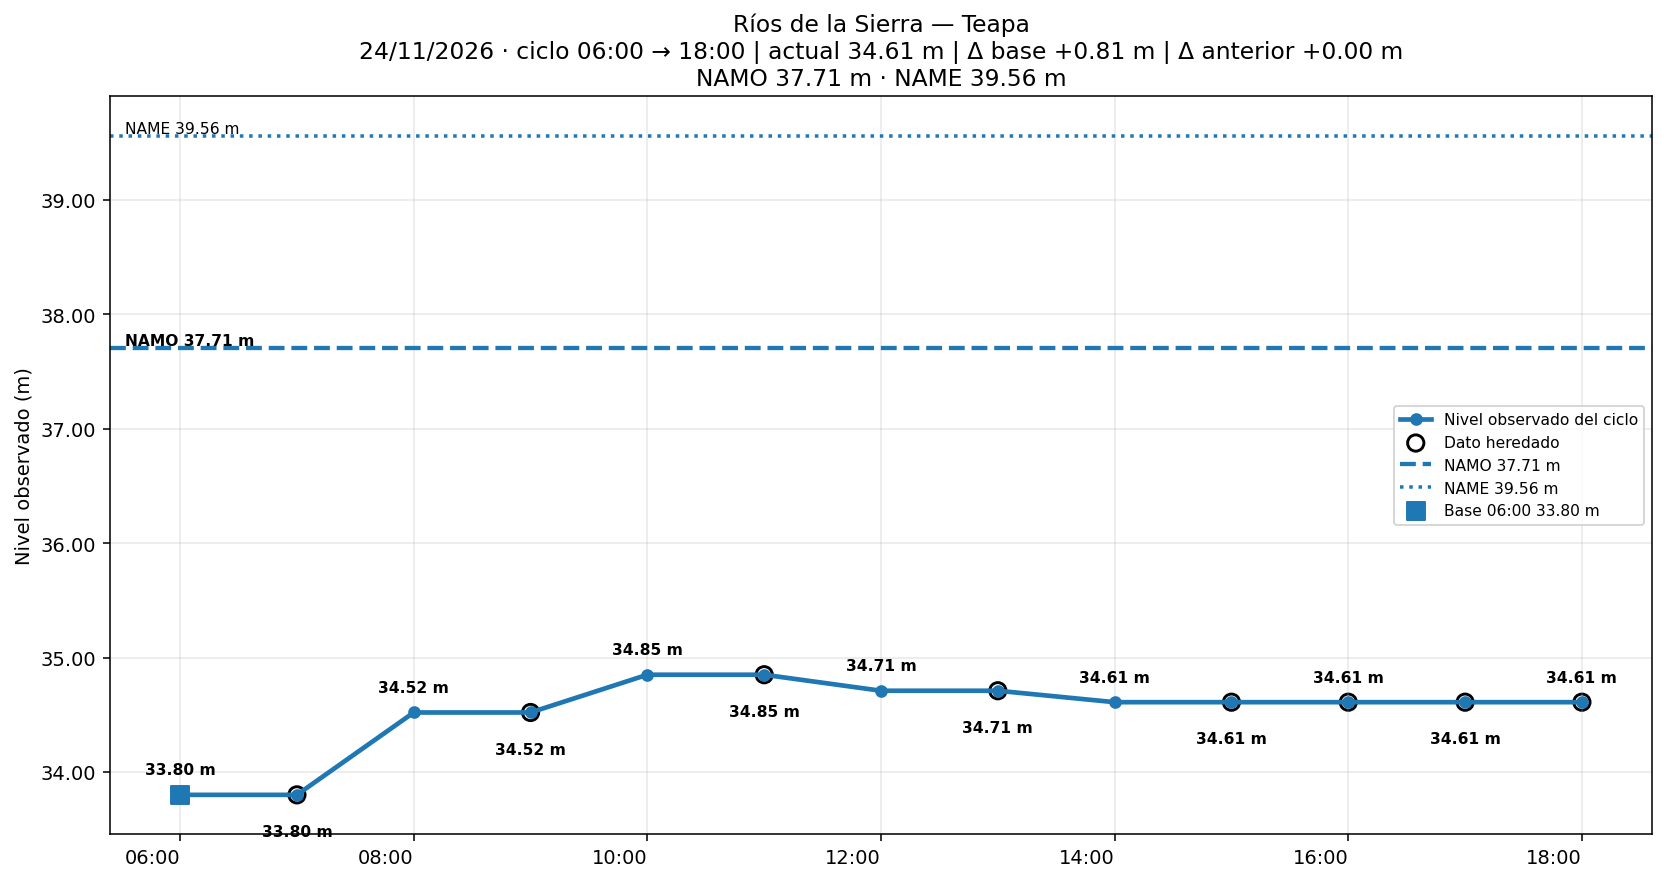 Ríos de la Sierra — Teapa
24/11/2026 · ciclo 06:00 → 18:00 | actual 34.61 m | Δ base +0.81 m | Δ anterior +0.00 m
NAMO 37.71 m · NAME 39.56 m
NAME 39.56 m
39.00
38.00
NAMO 37.71 m
37.00
36.00
35.00
34.00
Nivel observado (m)
Nivel observado del ciclo
Dato heredado
NAMO 37.71 m
NAME 39.56 m
Base 06:00 33.80 m
33.80 m
33.80 m
34.52 m
34.52 m
34.85 m
34.85 m
34.71 m
34.71 m
34.61 m
34.61 m
34.61 m
34.61 m
34.61 m
06:00
08:00
10:00
12:00
14:00
16:00
18:00